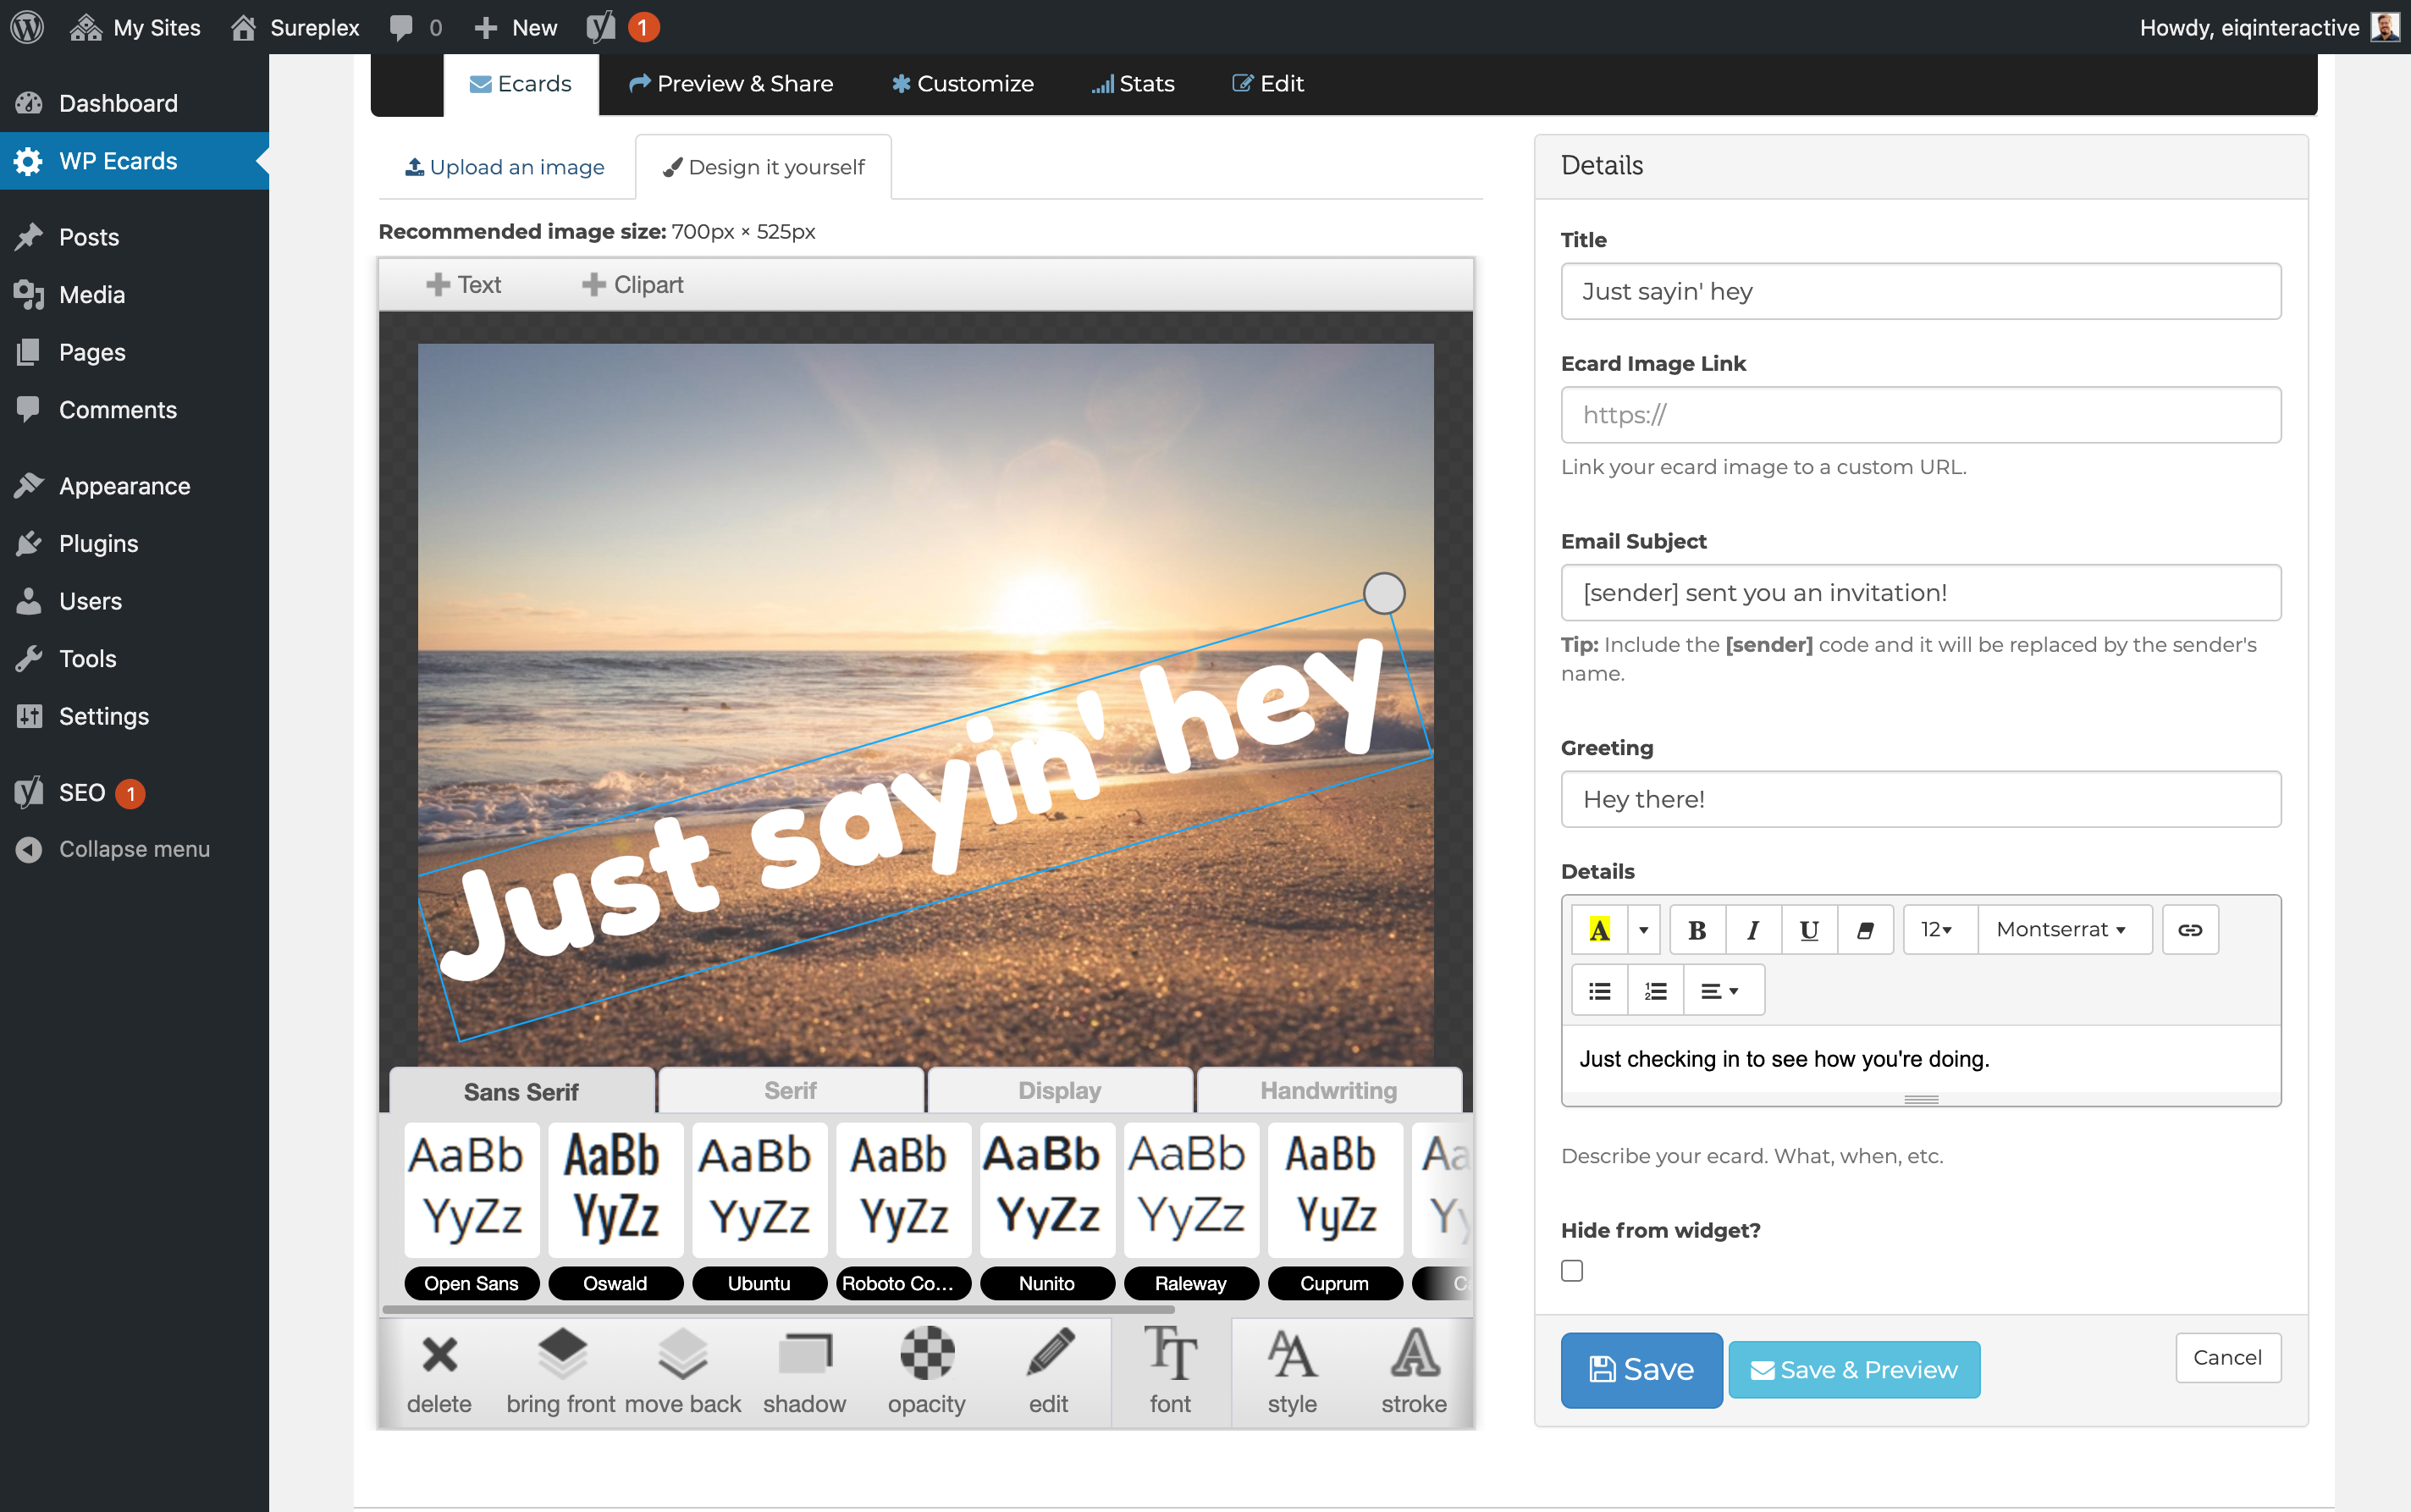 My Sites
Sureplex
0
New
1
Howdy, eiqinteractive
Dashboard
WP Ecards
Posts
Media
Pages
Comments
Appearance
Plugins
Users
Tools
Settings
SEO 1
Collapse menu
Ecards
Preview & Share
Customize
Stats
Edit
Upload an image
Design it yourself
Recommended image size: 700px × 525px
Text
Clipart
Just sayin' hey
Sans Serif
Serif
Display
Handwriting
AaBb
YyZz
AaBb
YyZz
AaBb
YyZz
AaBb
YyZz
AaBb
YyZz
AaBb
YyZz
AaBb
YyZz
Aa
Yy
Open Sans
Oswald
Ubuntu
Roboto Co...
Nunito
Raleway
Cuprum
delete
bring front
move back
shadow
opacity
edit
font
style
stroke
Details
Title
Just sayin' hey
Ecard Image Link
https://
Link your ecard image to a custom URL.
Email Subject
[sender] sent you an invitation!
Tip: Include the [sender] code and it will be replaced by the sender's
name.
Greeting
Hey there!
Details
A
B
I
U
12
Montserrat
Just checking in to see how you're doing.
Describe your ecard. What, when, etc.
Hide from widget?
Save
Save & Preview
Cancel